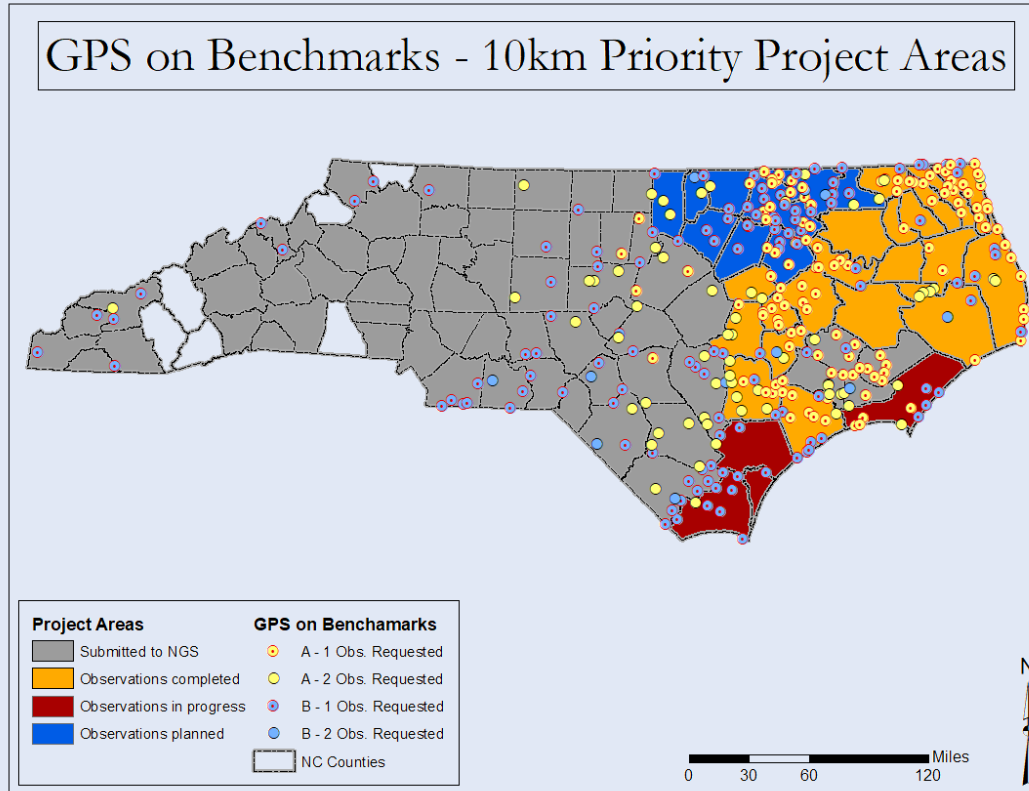 GPS on Benchmarks - 10km Priority Project Areas
Project Areas
Submitted to NGS
Observations completed
Observations in progress
Observations planned
GPS on Benchamarks
A - 1 Obs. Requested
A - 2 Obs. Requested
B - 1 Obs. Requested
B - 2 Obs. Requested
NC Counties
N
Miles
0 30 60 120